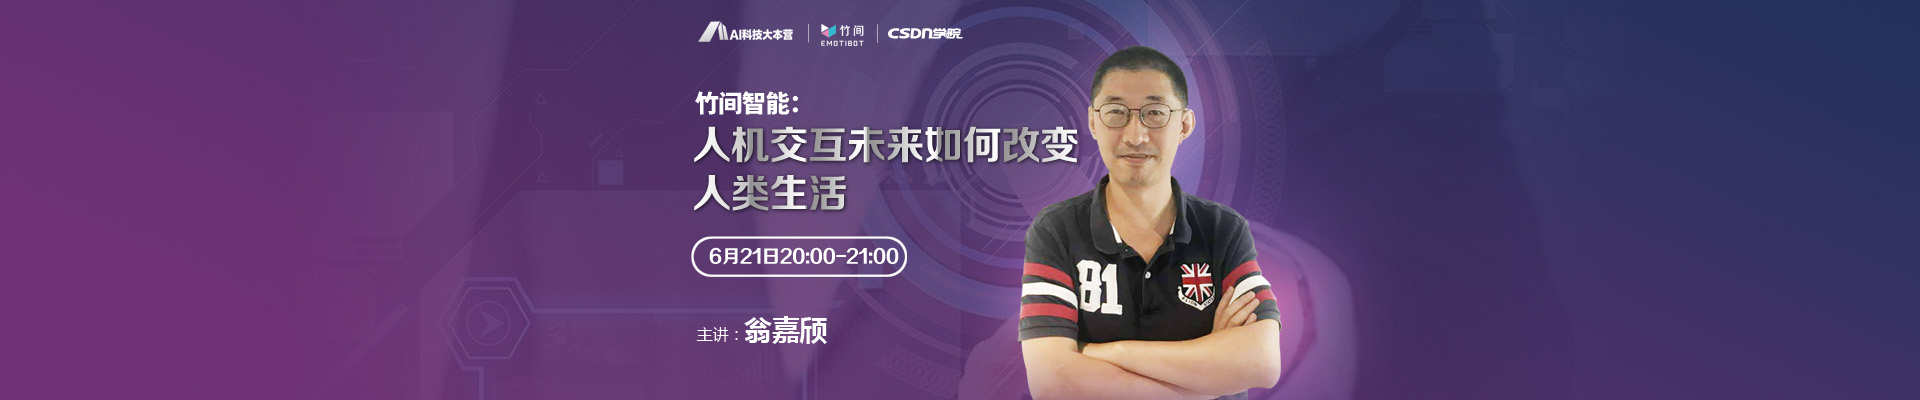 AI科技大本营 竹间 EMOTIBOT CSDN学院
竹间智能：
人机交互未来如何改变
人类生活
6月21日20:00-21:00
主讲：翁嘉颀
81